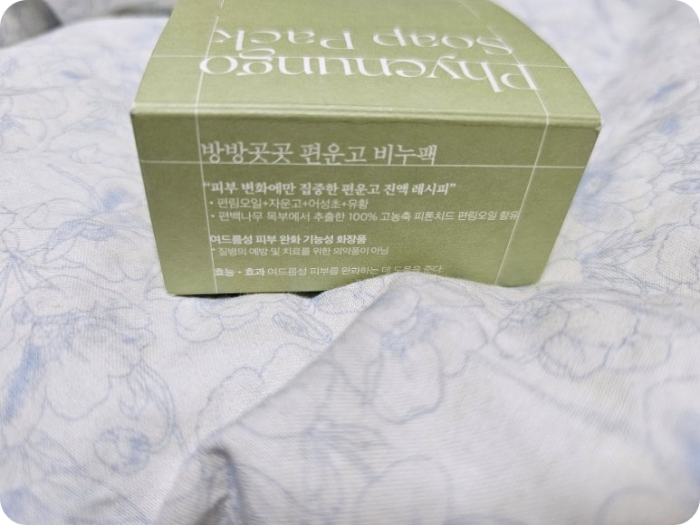 Phyenungo
Soap Pack
방방곳곳 편운고 비누팩
"피부 변화에만 집중한 편운고 진액 레시피"
• 편림오일+자운고+어성초+유황
• 편백나무 목부에서 추출한 100% 고농축 피톤치드 편림오일 함유
여드름성 피부 완화 기능성 화장품
* 질병의 예방 및 치료를 위한 의약품이 아님
효능 • 효과 여드름성 피부를 완화하는 데 도움을 준다.